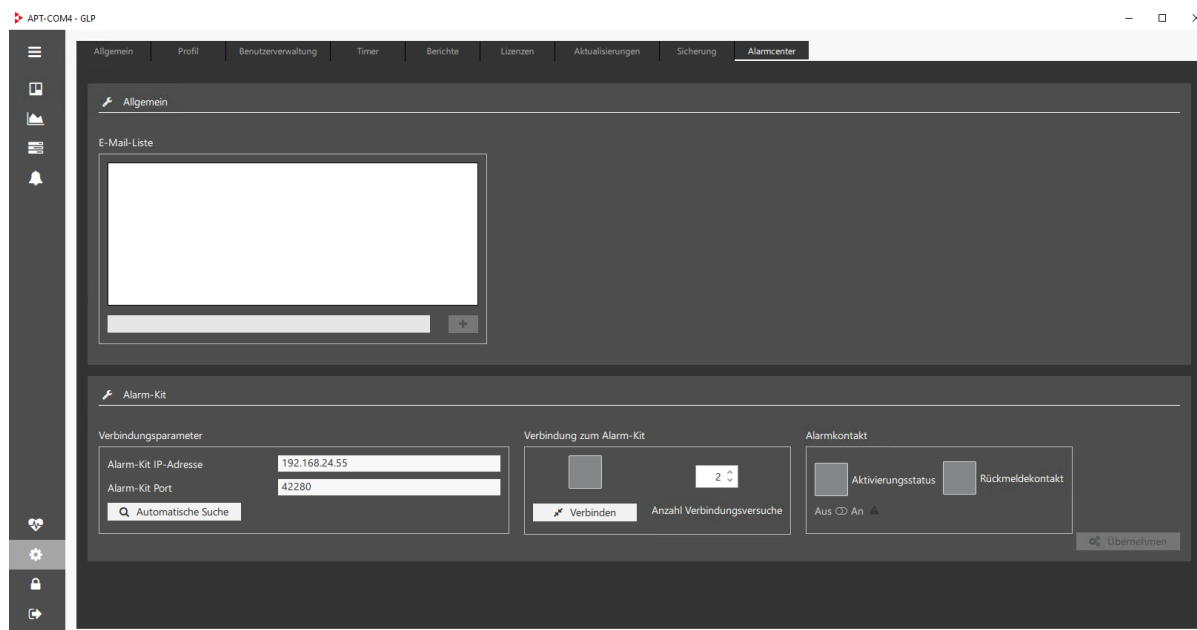 APT-COM4 - GLP
Allgemein Profil Benutzerverwaltung Timer Berichte Lizenzen Aktualisierungen Sicherung Alarmcenter
Allgemein
E-Mail-Liste
+
Alarm-Kit
Verbindungsparameter
Alarm-Kit IP-Adresse 192.168.24.55
Alarm-Kit Port 42280
Automatische Suche
Verbindung zum Alarm-Kit
2
Verbinden Anzahl Verbindungsversuche
Alarmkontakt
Aktivierungsstatus Rückmeldekontakt
Aus An
Übernehmen